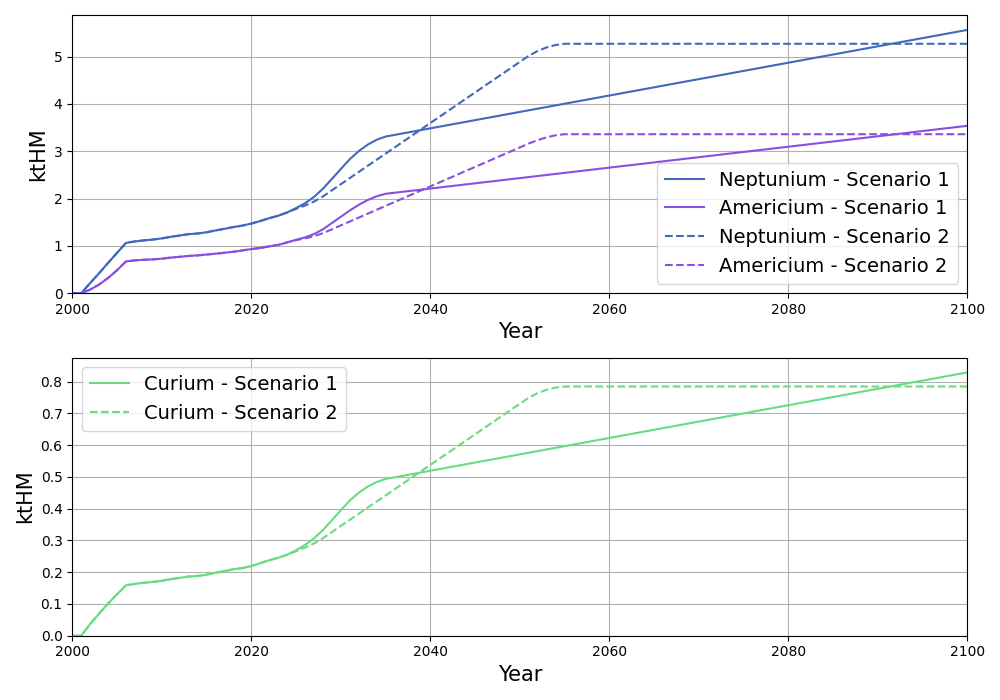 5
4
3
2
1
0
ktHM
2000
2020
2040
2060
2080
2100
Year
Neptunium - Scenario 1
Americium - Scenario 1
Neptunium - Scenario 2
Americium - Scenario 2
0.8
0.7
0.6
0.5
0.4
0.3
0.2
0.1
0.0
ktHM
Curium - Scenario 1
Curium - Scenario 2
2000
2020
2040
2060
2080
2100
Year